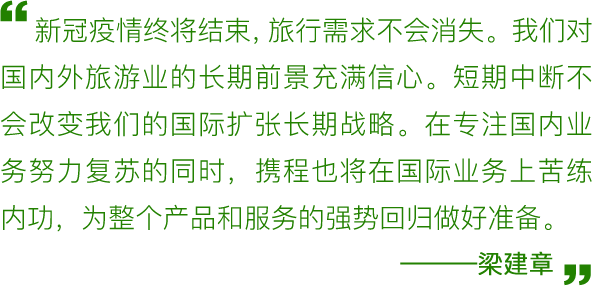 “新冠疫情终将结束, 旅行需求不会消失。我们对
国内外旅游业的长期前景充满信心。短期中断不
会改变我们的国际扩张长期战略。在专注国内业
务努力复苏的同时，携程也将在国际业务上苦练
内功，为整个产品和服务的强势回归做好准备。
———梁建章”